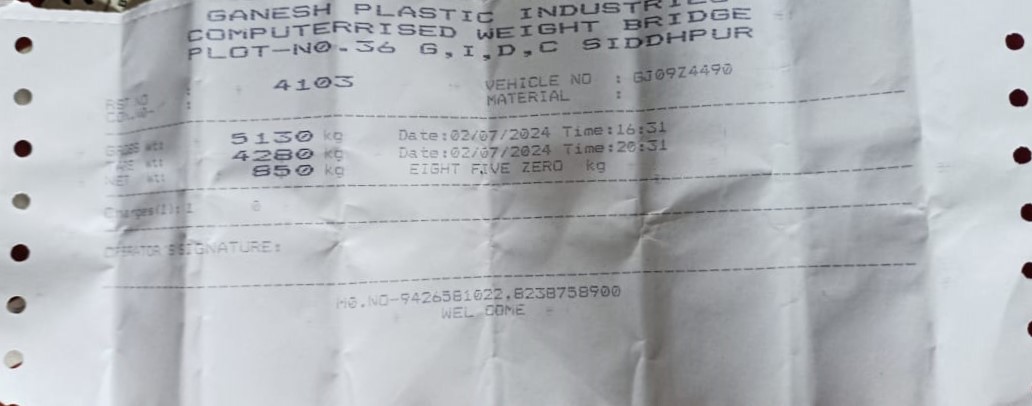 GANESH PLASTIC INDUSTRIES
COMPUTERRISED WEIGHT BRIDGE
PLOT-NO.36 G,I,D,C SIDDHPUR
RST NO : 4103 VEHICLE NO : GJ09Z4490
: MATERIAL :
GROSS Wt: 5130 kg Date:02/07/2024 Time:16:31
TARE Wt: 4280 kg Date:02/07/2024 Time:20:31
NET Wt: 850 kg EIGHT FIVE ZERO kg
Charges(1): 0
OPERATOR'S SIGNATURE:
MO.NO-9426581022,8238758900
WEL COME